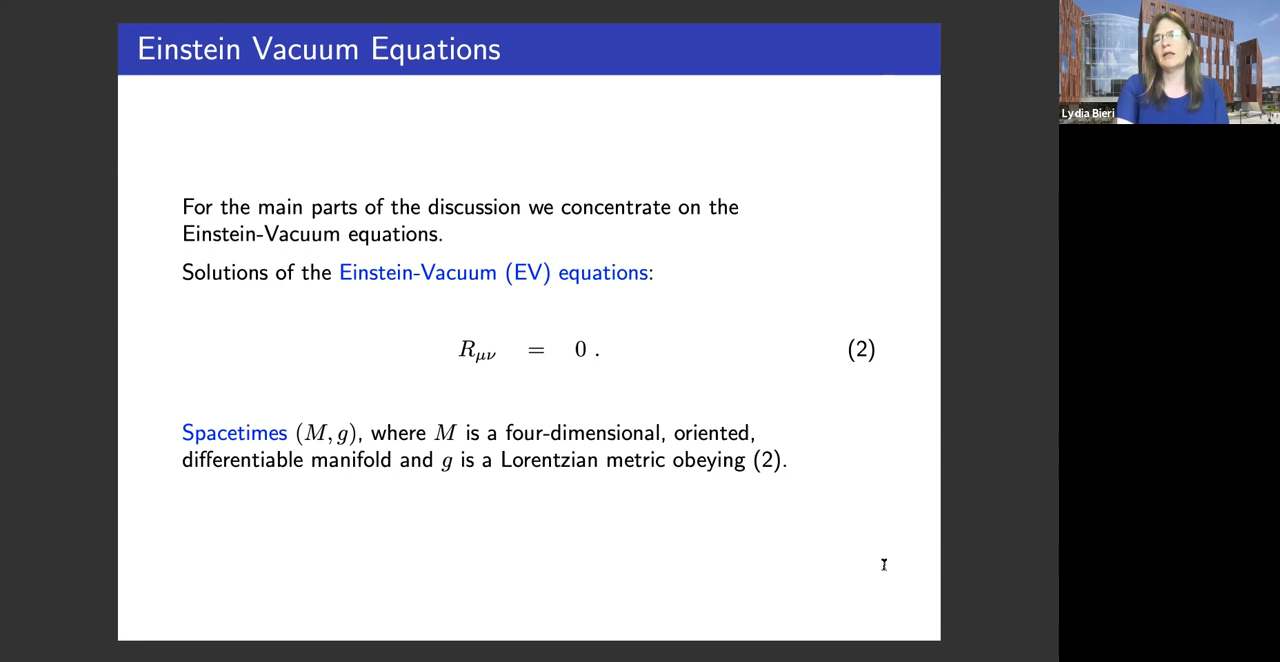 Einstein Vacuum Equations
For the main parts of the discussion we concentrate on the
Einstein-Vacuum equations.
Solutions of the Einstein-Vacuum (EV) equations:
R_{μν} = 0 . (2)
Spacetimes (M, g), where M is a four-dimensional, oriented,
differentiable manifold and g is a Lorentzian metric obeying (2).
Lydia Bieri